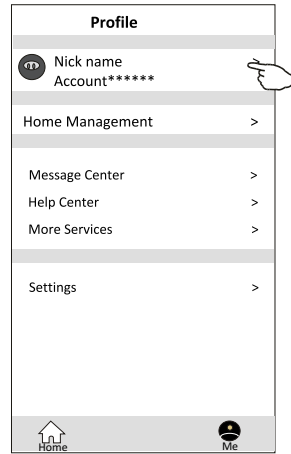 Profile
Nick name
Account******
Home Management >
Message Center >
Help Center >
More Services >
Settings >
Home Me